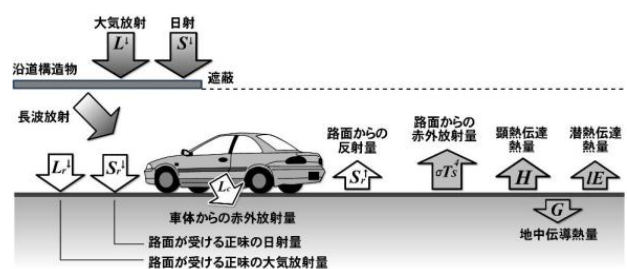 大気放射
日射
L↓
S↓
沿道構造物
遮蔽
長波放射
路面からの
反射量
路面からの
赤外放射量
顕熱伝達
熱量
潜熱伝達
熱量
Lr↓
Sr↓
Lc
Sr↑
σTs⁴
H
lE
G
車体からの赤外放射量
地中伝導熱量
路面が受ける正味の日射量
路面が受ける正味の大気放射量